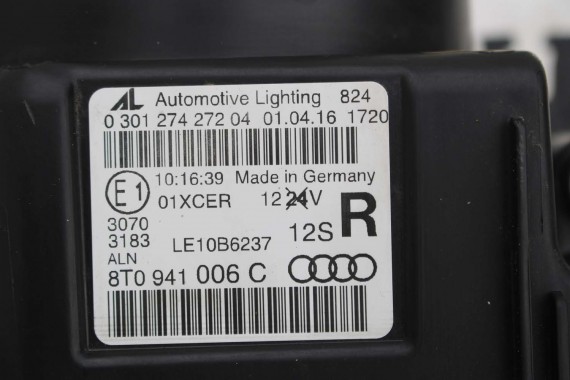 AL Automotive Lighting 824
0 301 274 272 04 01.04.16 1720
E1 10:16:39 Made in Germany
01XCER 12 24V R
3070
3183 LE10B6237 12S
ALN
8T0 941 006 C